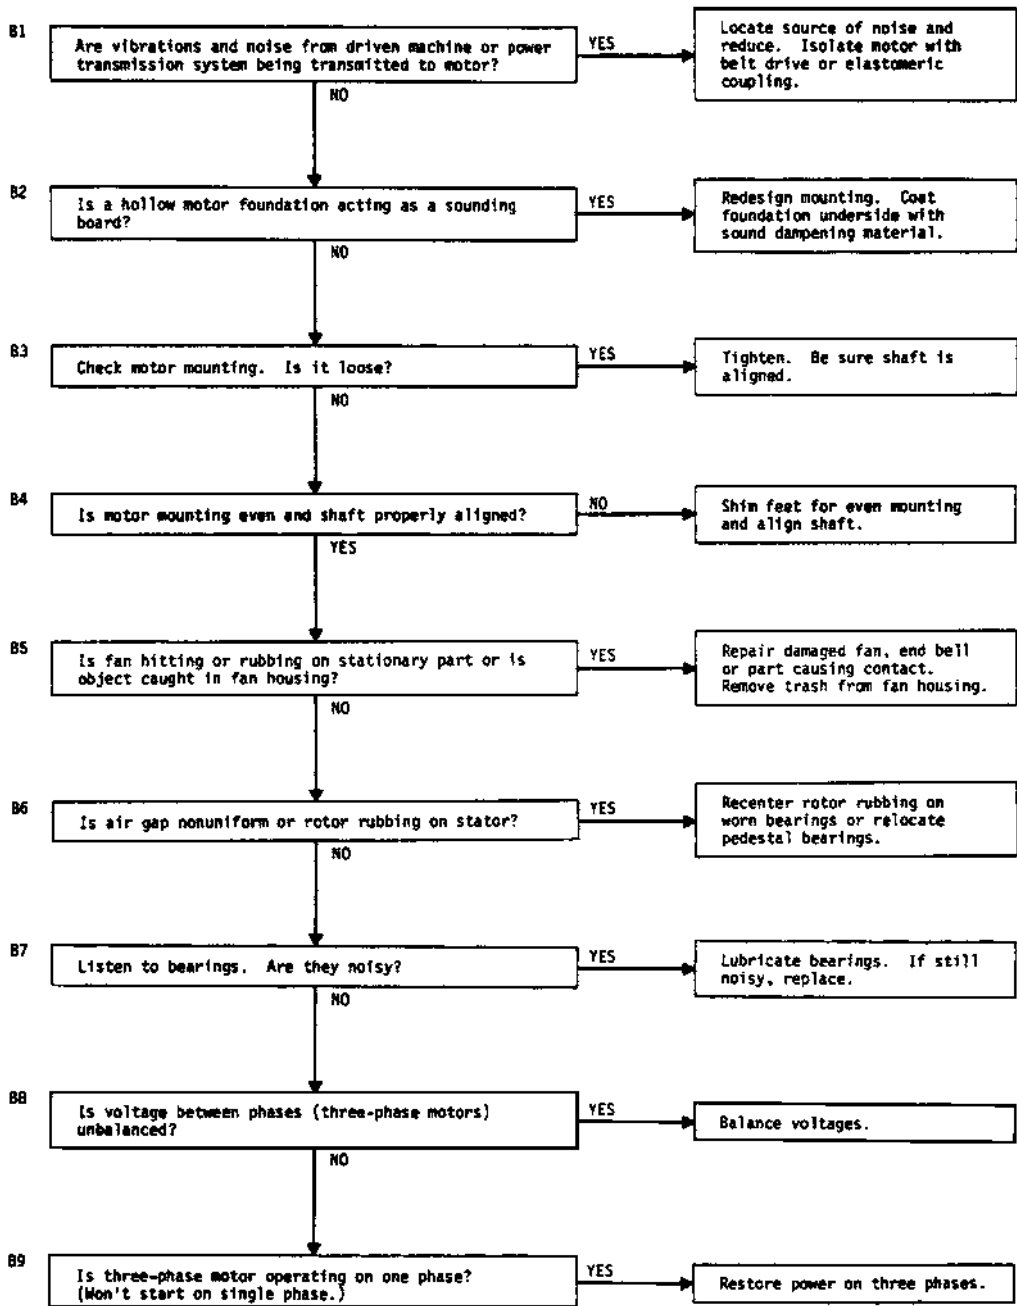 B1
Are vibrations and noise from driven machine or power
transmission system being transmitted to motor?
YES
Locate source of noise and
reduce. Isolate motor with
belt drive or elastomeric
coupling.
NO
B2
Is a hollow motor foundation acting as a sounding
board?
YES
Redesign mounting. Coat
foundation underside with
sound dampening material.
NO
B3
Check motor mounting. Is it loose?
YES
Tighten. Be sure shaft is
aligned.
NO
B4
Is motor mounting even and shaft properly aligned?
NO
Shim feet for even mounting
and align shaft.
YES
B5
Is fan hitting or rubbing on stationary part or is
object caught in fan housing?
YES
Repair damaged fan, end bell
or part causing contact.
Remove trash from fan housing.
NO
B6
Is air gap nonuniform or rotor rubbing on stator?
YES
Recenter rotor rubbing on
worn bearings or relocate
pedestal bearings.
NO
B7
Listen to bearings. Are they noisy?
YES
Lubricate bearings. If still
noisy, replace.
NO
B8
Is voltage between phases (three-phase motors)
unbalanced?
YES
Balance voltages.
NO
B9
Is three-phase motor operating on one phase?
(Won't start on single phase.)
YES
Restore power on three phases.